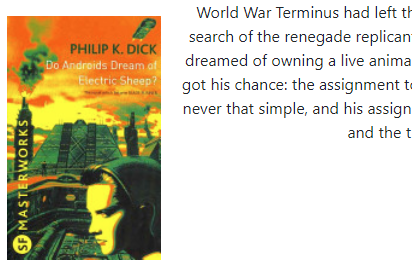 PHILIP K. DICK
Do Androids Dream of
Electric Sheep?
SF MASTERWORKS
World War Terminus had left th
search of the renegade replicant
dreamed of owning a live anima
got his chance: the assignment to
never that simple, and his assign
and the t